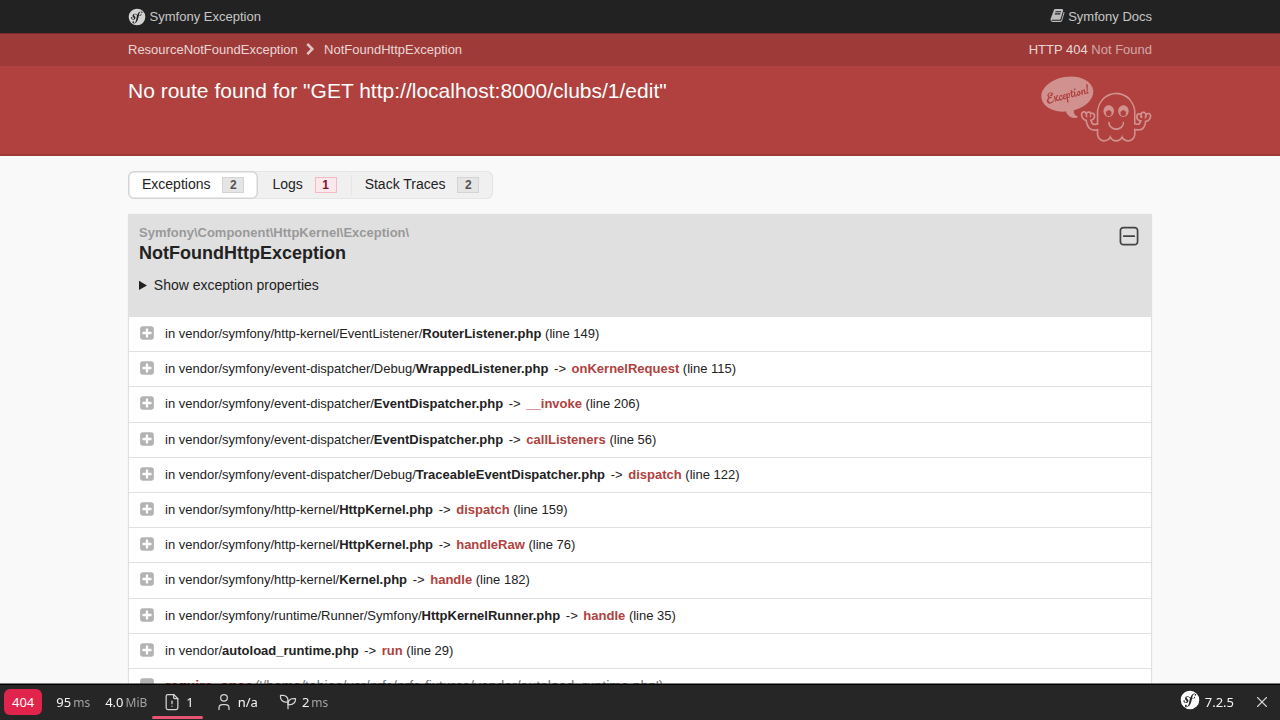 Symfony Exception
Symfony Docs
ResourceNotFoundException NotFoundHttpException
HTTP 404 Not Found
No route found for "GET http://localhost:8000/clubs/1/edit"
Exception!
Exceptions 2 Logs 1 Stack Traces 2
Symfony\Component\HttpKernel\Exception\
NotFoundHttpException
Show exception properties
in vendor/symfony/http-kernel/EventListener/RouterListener.php (line 149)
in vendor/symfony/event-dispatcher/Debug/WrappedListener.php -> onKernelRequest (line 115)
in vendor/symfony/event-dispatcher/EventDispatcher.php -> __invoke (line 206)
in vendor/symfony/event-dispatcher/EventDispatcher.php -> callListeners (line 56)
in vendor/symfony/event-dispatcher/Debug/TraceableEventDispatcher.php -> dispatch (line 122)
in vendor/symfony/http-kernel/HttpKernel.php -> dispatch (line 159)
in vendor/symfony/http-kernel/HttpKernel.php -> handleRaw (line 76)
in vendor/symfony/http-kernel/Kernel.php -> handle (line 182)
in vendor/symfony/runtime/Runner/Symfony/HttpKernelRunner.php -> handle (line 35)
in vendor/autoload_runtime.php -> run (line 29)
404 95 ms 4.0 MiB 1 n/a 2 ms
sf 7.2.5